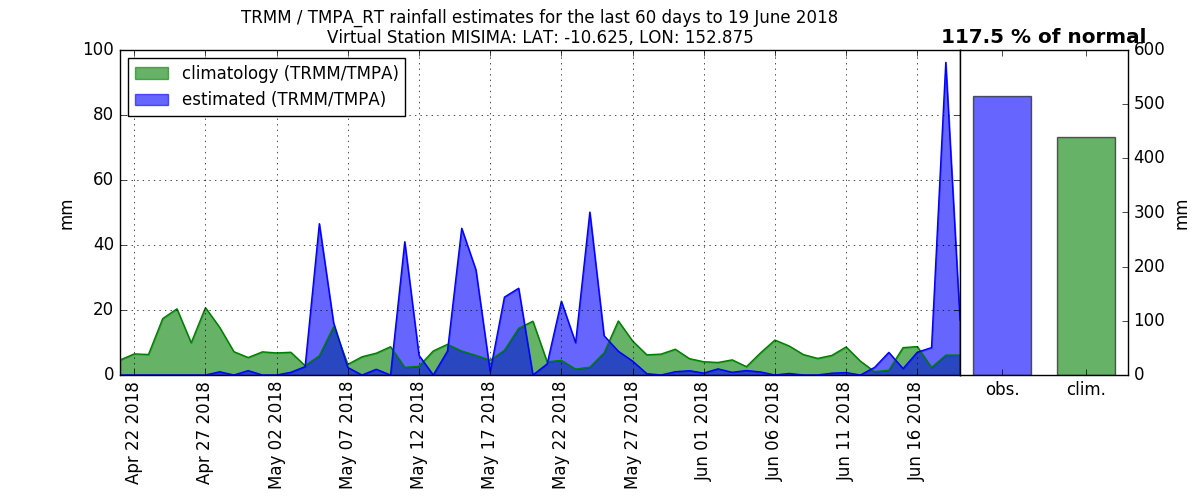 TRMM / TMPA_RT rainfall estimates for the last 60 days to 19 June 2018
Virtual Station MISIMA: LAT: -10.625, LON: 152.875
117.5 % of normal
climatology (TRMM/TMPA)
estimated (TRMM/TMPA)
100
80
60
40
20
0
mm
600
500
400
300
200
100
0
mm
Apr 22 2018
Apr 27 2018
May 02 2018
May 07 2018
May 12 2018
May 17 2018
May 22 2018
May 27 2018
Jun 01 2018
Jun 06 2018
Jun 11 2018
Jun 16 2018
obs.
clim.